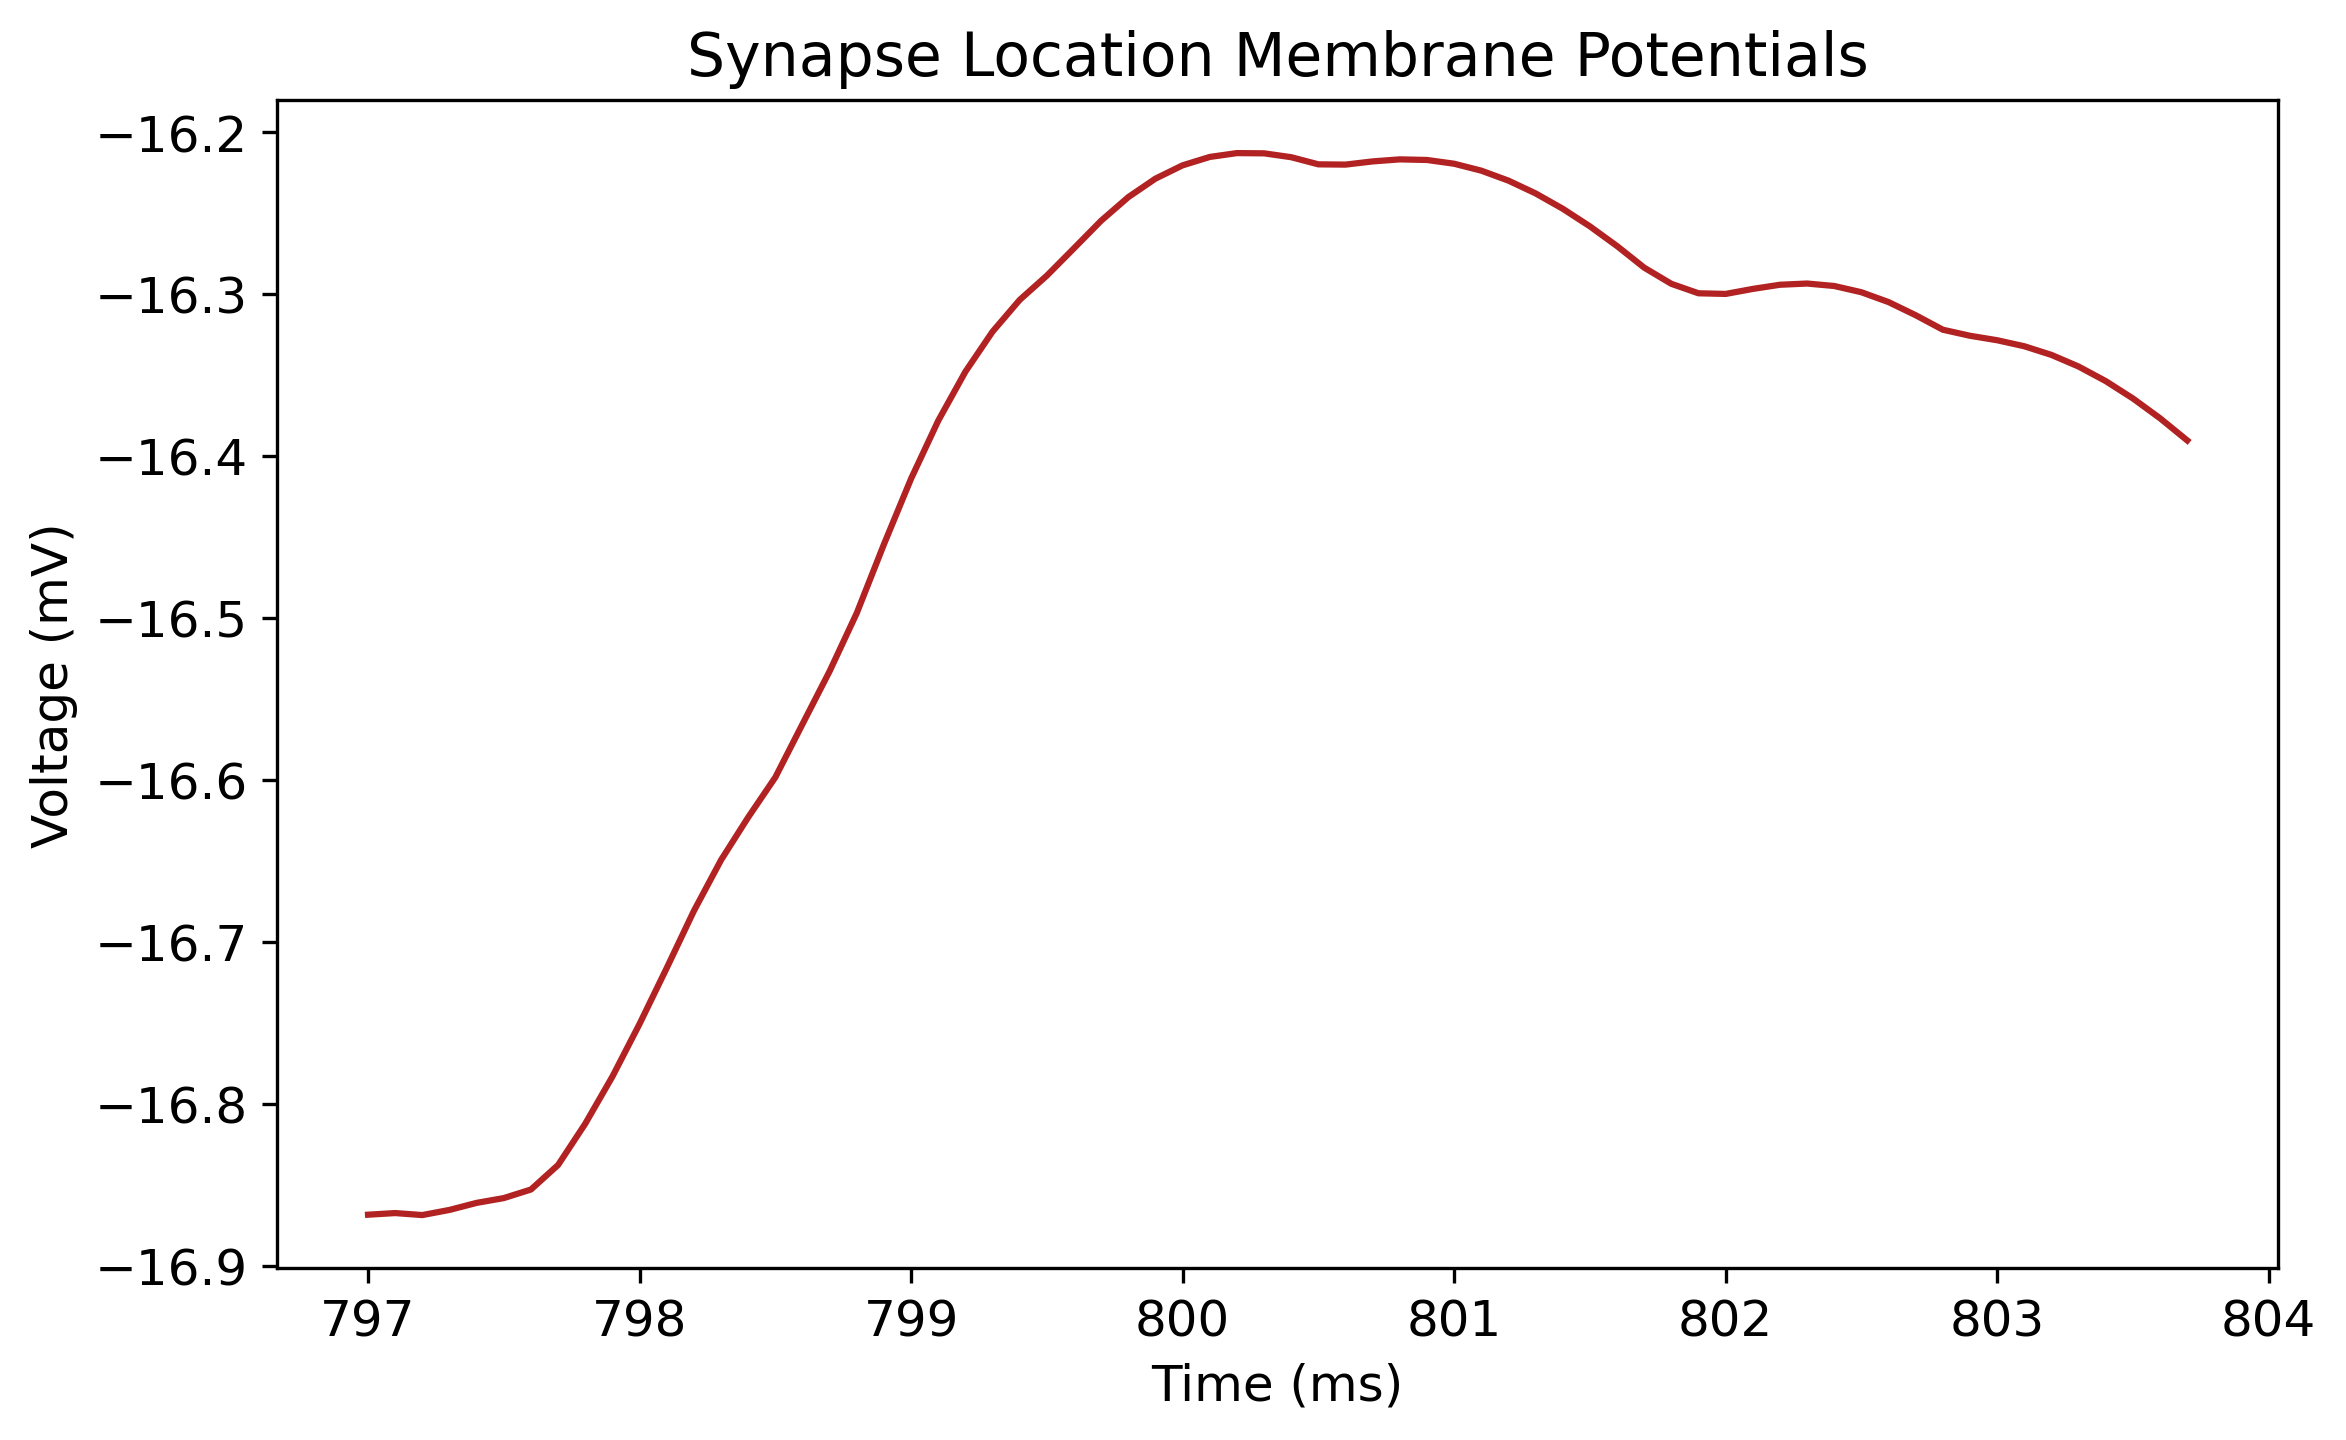 Synapse Location Membrane Potentials
−16.2
−16.3
−16.4
−16.5
−16.6
−16.7
−16.8
−16.9
Voltage (mV)
797 798 799 800 801 802 803 804
Time (ms)